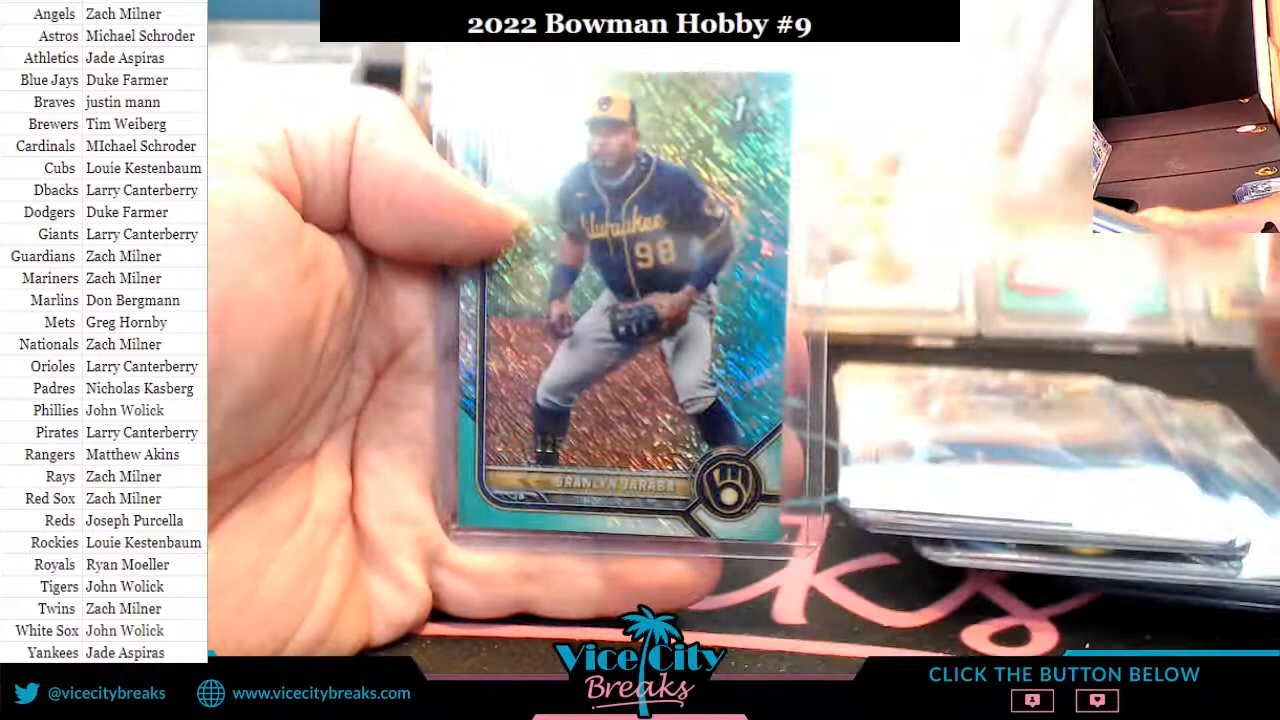 2022 Bowman Hobby #9
Angels Zach Milner
Astros Michael Schroder
Athletics Jade Aspiras
Blue Jays Duke Farmer
Braves justin mann
Brewers Tim Weiberg
Cardinals MIchael Schroder
Cubs Louie Kestenbaum
Dbacks Larry Canterberry
Dodgers Duke Farmer
Giants Larry Canterberry
Guardians Zach Milner
Mariners Zach Milner
Marlins Don Bergmann
Mets Greg Hornby
Nationals Zach Milner
Orioles Larry Canterberry
Padres Nicholas Kasberg
Phillies John Wolick
Pirates Larry Canterberry
Rangers Matthew Akins
Rays Zach Milner
Red Sox Zach Milner
Reds Joseph Purcella
Rockies Louie Kestenbaum
Royals Ryan Moeller
Tigers John Wolick
Twins Zach Milner
White Sox John Wolick
Yankees Jade Aspiras
1st
Milwaukee
98
@vicecitybreaks
www.vicecitybreaks.com
Vice City
Breaks
CLICK THE BUTTON BELOW